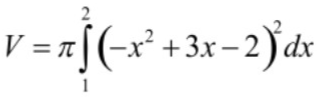 V = π∫₁²(−x² + 3x − 2)² dx